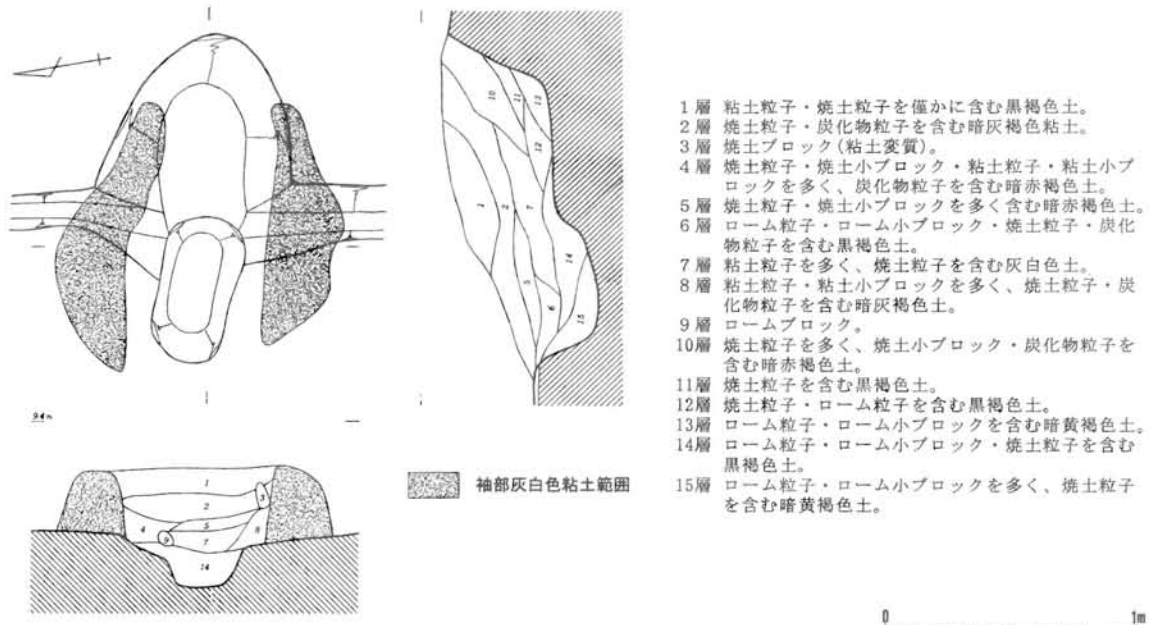 1層 粘土粒子・焼土粒子を僅かに含む黒褐色土。
2層 焼土粒子・炭化物粒子を含む暗灰褐色粘土。
3層 焼土ブロック(粘土変質)。
4層 焼土粒子・焼土小ブロック・粘土粒子・粘土小ブ
ロックを多く、炭化物粒子を含む暗赤褐色土。
5層 焼土粒子・焼土小ブロックを多く含む暗赤褐色土。
6層 ローム粒子・ローム小ブロック・焼土粒子・炭化
物粒子を含む黒褐色土。
7層 粘土粒子を多く、焼土粒子を含む灰白色土。
8層 粘土粒子・粘土小ブロックを多く、焼土粒子・炭
化物粒子を含む暗灰褐色土。
9層 ロームブロック。
10層 焼土粒子を多く、焼土小ブロック・炭化物粒子を
含む暗赤褐色土。
11層 焼土粒子を含む黒褐色土。
12層 焼土粒子・ローム粒子を含む黒褐色土。
13層 ローム粒子・ローム小ブロックを含む暗黄褐色土。
14層 ローム粒子・ローム小ブロック・焼土粒子を含む
黒褐色土。
15層 ローム粒子・ローム小ブロックを多く、焼土粒子
を含む暗黄褐色土。
10
11
13
12
1
2
7
14
5
6
15
袖部灰白色粘土範囲
1
3
2
4
5
8
9
7
14
0 1m